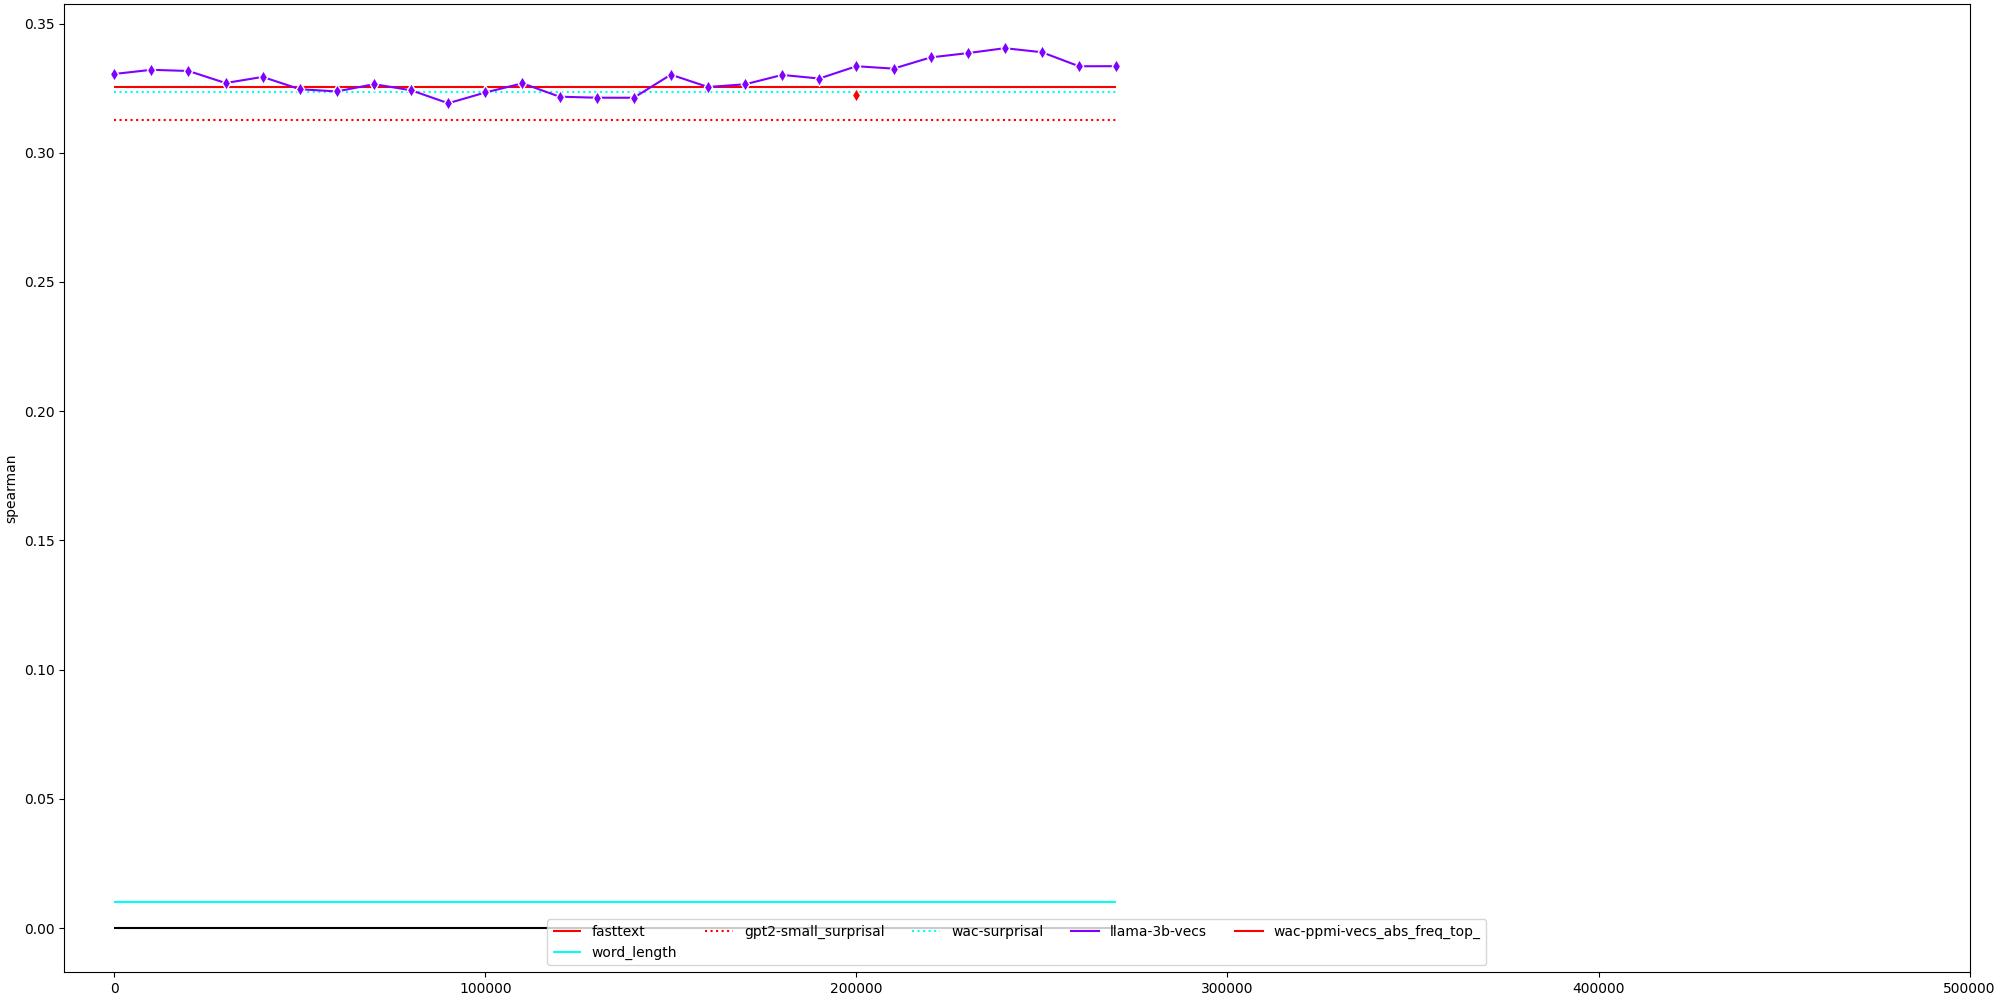 0.35
0.30
0.25
0.20
0.15
0.10
0.05
0.00
spearman
fasttext gpt2-small_surprisal wac-surprisal llama-3b-vecs wac-ppmi-vecs_abs_freq_top_
word_length
0 100000 200000 300000 400000 500000